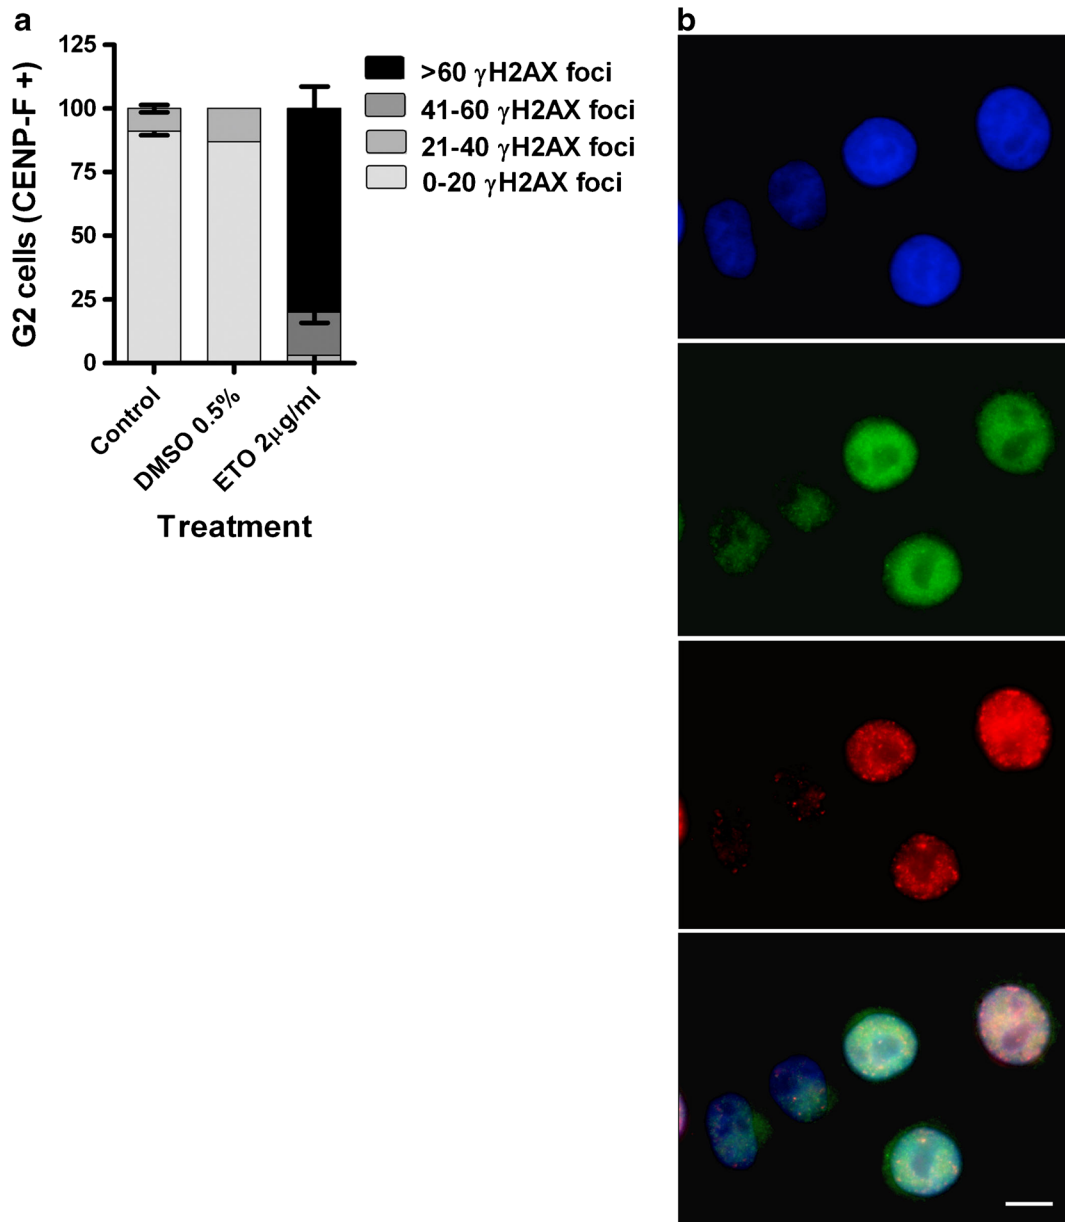 a
b
125
100
75
50
25
0
G2 cells (CENP-F +)
>60 γH2AX foci
41-60 γH2AX foci
21-40 γH2AX foci
0-20 γH2AX foci
Control
DMSO 0.5%
ETO 2μg/ml
Treatment